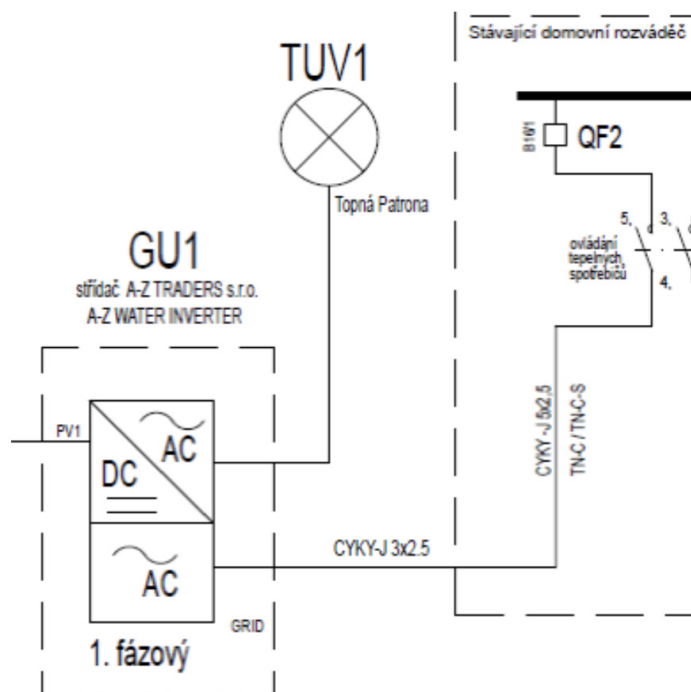 Stávající domovní rozváděč
TUV1
B16/1
QF2
Topná Patrona
5,
3,
ovládání
tepelných
spotřebičů
4,
GU1
střídač A-Z TRADERS s.r.o.
A-Z WATER INVERTER
PV1
AC
DC
CYKY -J 5x2,5
TN-C / TN-C-S
CYKY-J 3x2.5
AC
GRID
1. fázový